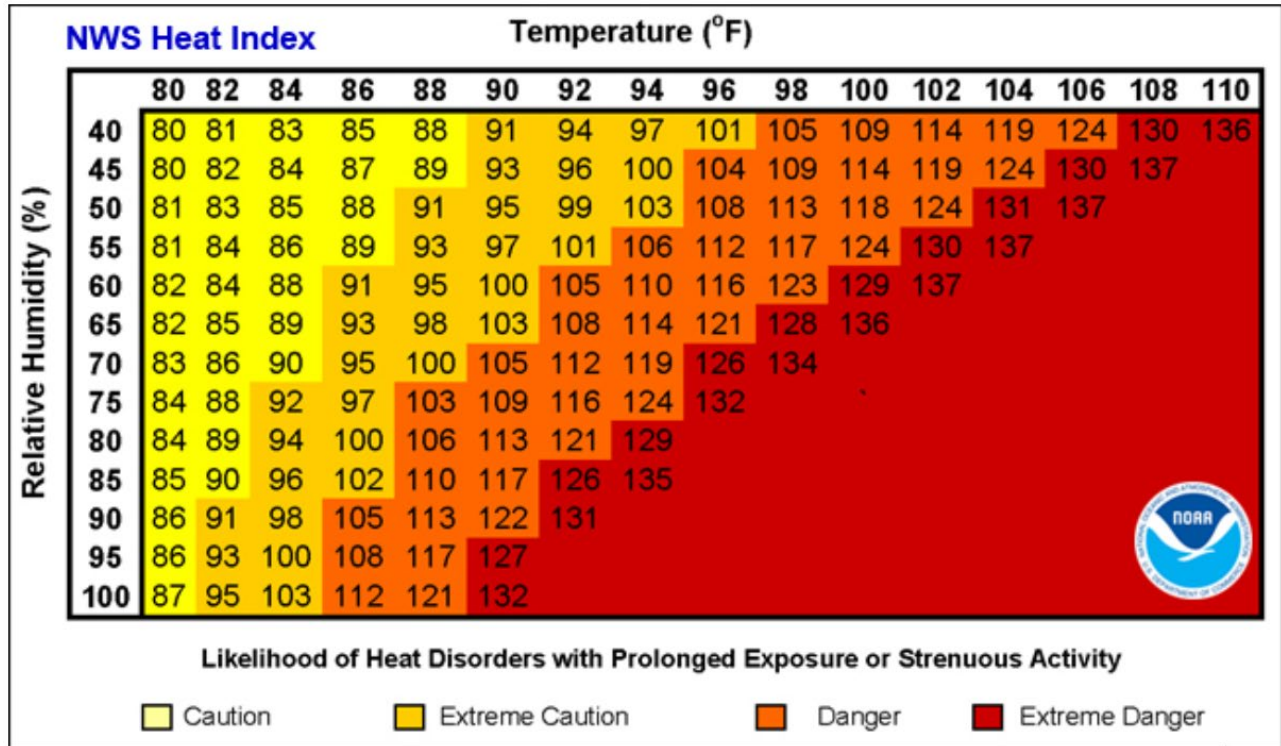 NWS Heat Index
Temperature (°F)
80 82 84 86 88 90 92 94 96 98 100 102 104 106 108 110
Relative Humidity (%)
40 80 81 83 85 88 91 94 97 101 105 109 114 119 124 130 136
45 80 82 84 87 89 93 96 100 104 109 114 119 124 130 137
50 81 83 85 88 91 95 99 103 108 113 118 124 131 137
55 81 84 86 89 93 97 101 106 112 117 124 130 137
60 82 84 88 91 95 100 105 110 116 123 129 137
65 82 85 89 93 98 103 108 114 121 128 136
70 83 86 90 95 100 105 112 119 126 134
75 84 88 92 97 103 109 116 124 132
80 84 89 94 100 106 113 121 129
85 85 90 96 102 110 117 126 135
90 86 91 98 105 113 122 131
95 86 93 100 108 117 127
100 87 95 103 112 121 132
NOAA
NATIONAL OCEANIC AND ATMOSPHERIC ADMINISTRATION
U.S. DEPARTMENT OF COMMERCE
Likelihood of Heat Disorders with Prolonged Exposure or Strenuous Activity
Caution Extreme Caution Danger Extreme Danger